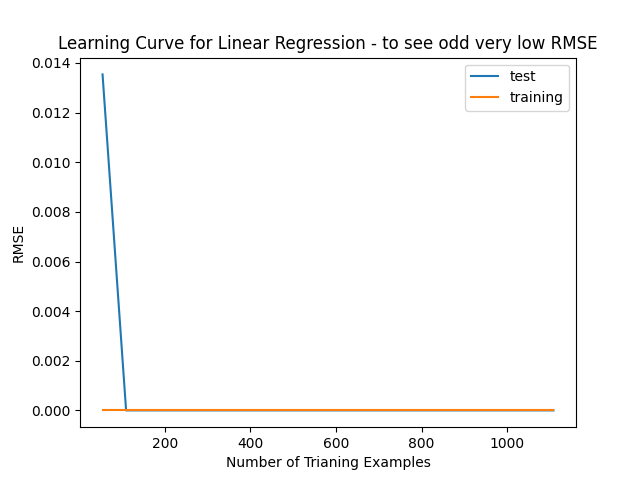 Learning Curve for Linear Regression - to see odd very low RMSE
0.014
0.012
0.010
0.008
0.006
0.004
0.002
0.000
RMSE
test
training
200
400
600
800
1000
Number of Trianing Examples